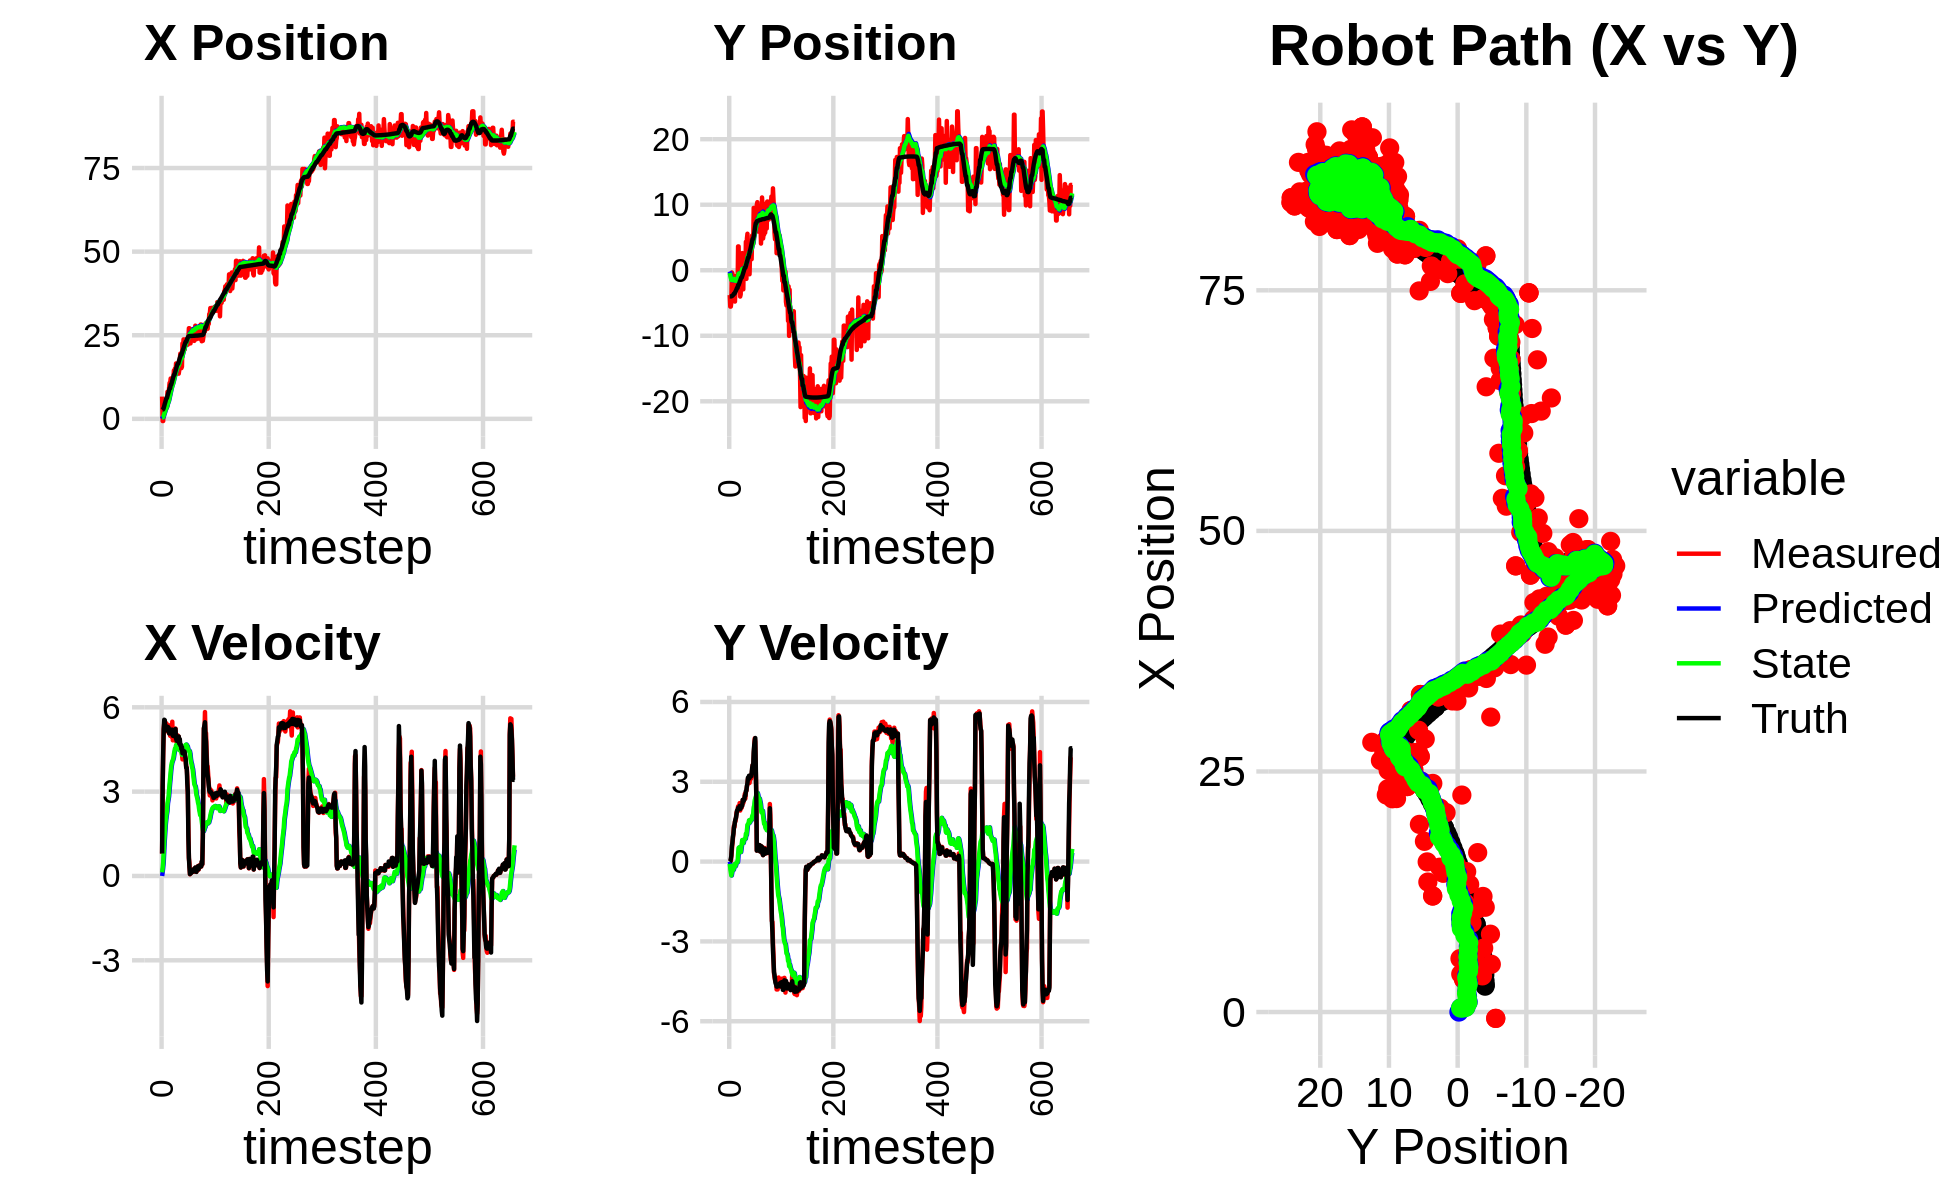 X Position
75
50
25
0
0
200
400
600
timestep
Y Position
20
10
0
-10
-20
0
200
400
600
timestep
X Velocity
6
3
0
-3
0
200
400
600
timestep
Y Velocity
6
3
0
-3
-6
0
200
400
600
timestep
Robot Path (X vs Y)
X Position
75
50
25
0
20 10 0 -10 -20
Y Position
variable
Measured
Predicted
State
Truth